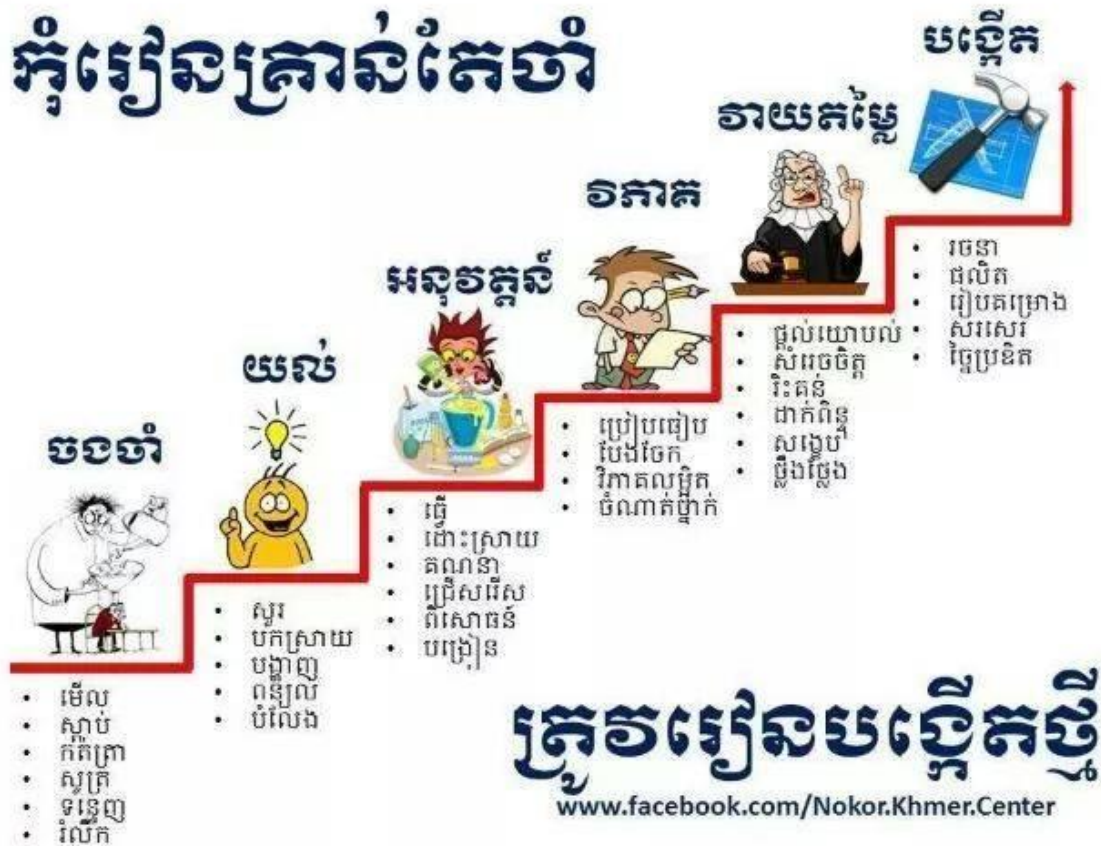 កុំរៀនគ្រាន់តែចាំ
ចងចាំ
• មើល
• ស្តាប់
• កត់ត្រា
• សូត្រ
• ទន្ទេញ
• រំលឹក
យល់
• សួរ
• បកស្រាយ
• បង្ហាញ
• ពន្យល់
• បំលែង
អនុវត្តន៍
• ធ្វើ
• ដោះស្រាយ
• គណនា
• ជ្រើសរើស
• ពិសោធន៍
• បង្រៀន
វិភាគ
• ប្រៀបធៀប
• បែងចែក
• វិភាគលម្អិត
• ចំណាត់ថ្នាក់
វាយតម្លៃ
• ផ្តល់យោបល់
• សំរេចចិត្ត
• រិះគន់
• ដាក់ពិន្ទុ
• សង្ខេប
• ថ្លឹងថ្លែង
បង្កើត
• រចនា
• ផលិត
• រៀបគម្រោង
• សរសេរ
• ច្នៃប្រឌិត
ត្រូវរៀនបង្កើតថ្មី
www.facebook.com/Nokor.Khmer.Center